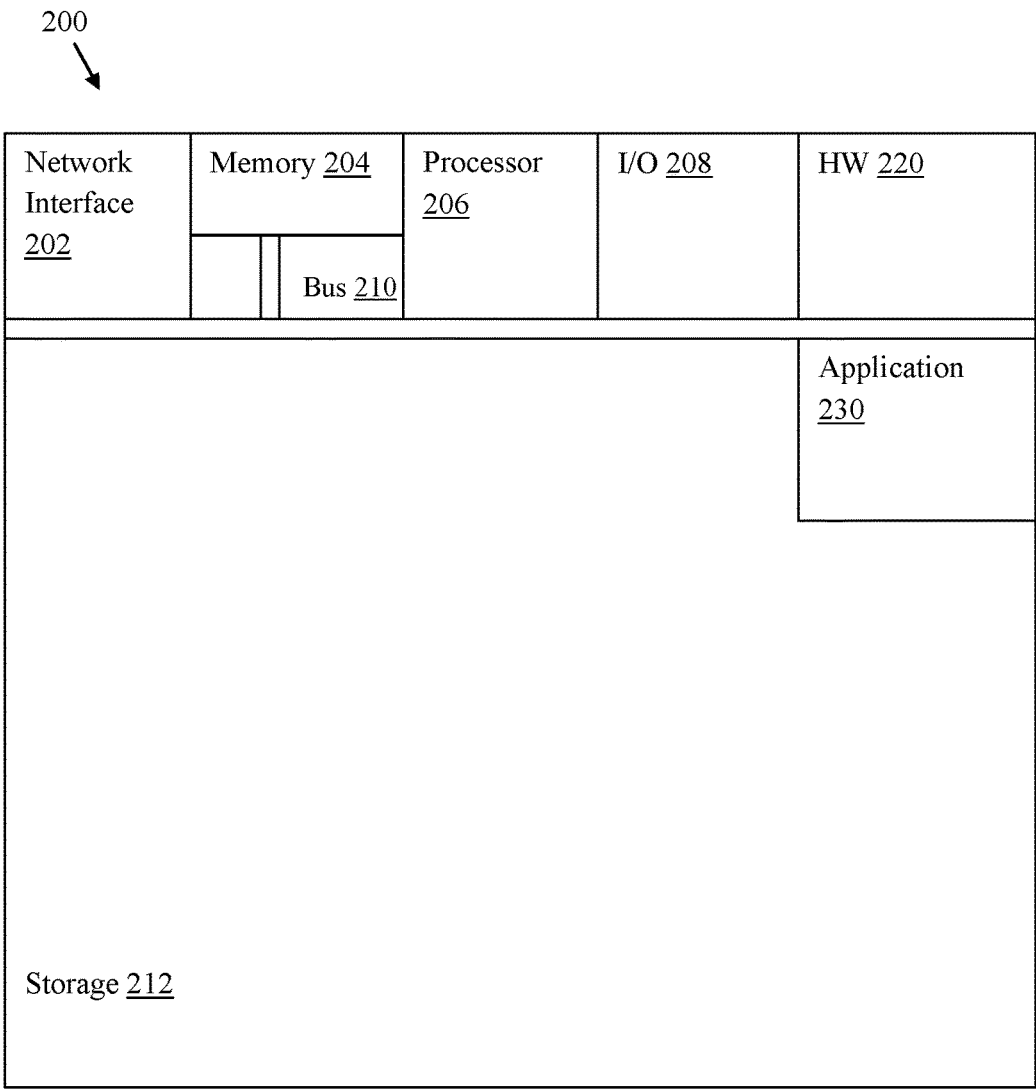 200
Network
Interface
202
Memory 204
Bus 210
Processor
206
I/O 208
HW 220
Application
230
Storage 212